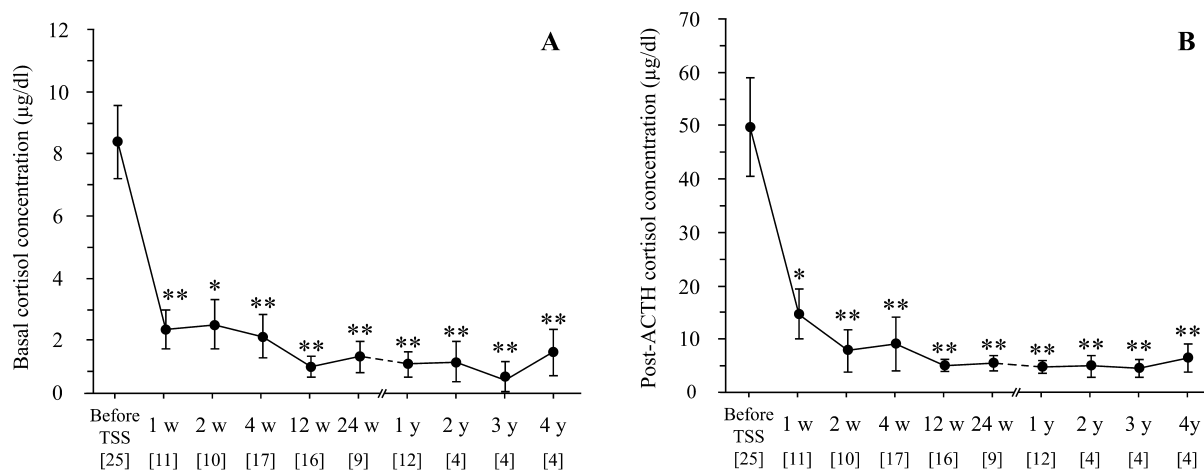 A
Basal cortisol concentration (μg/dl)
12
10
8
6
4
2
0
** * ** ** ** ** ** ** **
Before TSS 1 w 2 w 4 w 12 w 24 w 1 y 2 y 3 y 4 y
[25] [11] [10] [17] [16] [9] [12] [4] [4] [4]
B
Post-ACTH cortisol concentration (μg/dl)
70
60
50
40
30
20
10
0
* ** ** ** ** ** ** ** **
Before TSS 1 w 2 w 4 w 12 w 24 w 1 y 2 y 3 y 4y
[25] [11] [10] [17] [16] [9] [12] [4] [4] [4]